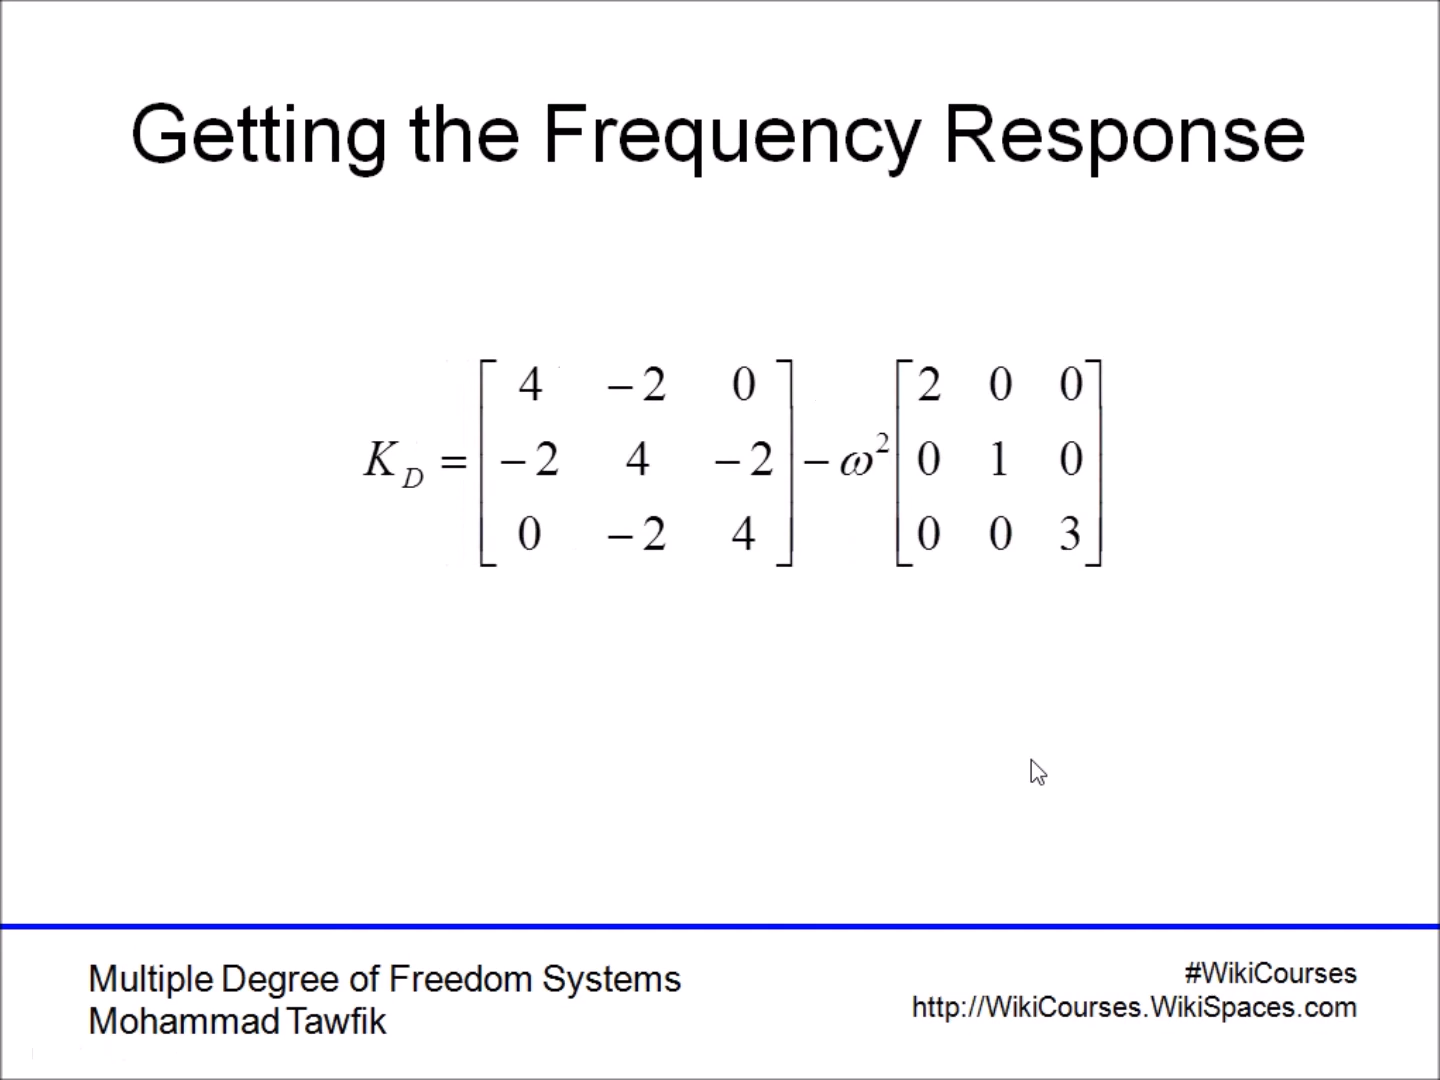 Getting the Frequency Response
K_D = [4 −2 0; −2 4 −2; 0 −2 4] − ω² [2 0 0; 0 1 0; 0 0 3]
Multiple Degree of Freedom Systems
Mohammad Tawfik
#WikiCourses
http://WikiCourses.WikiSpaces.com